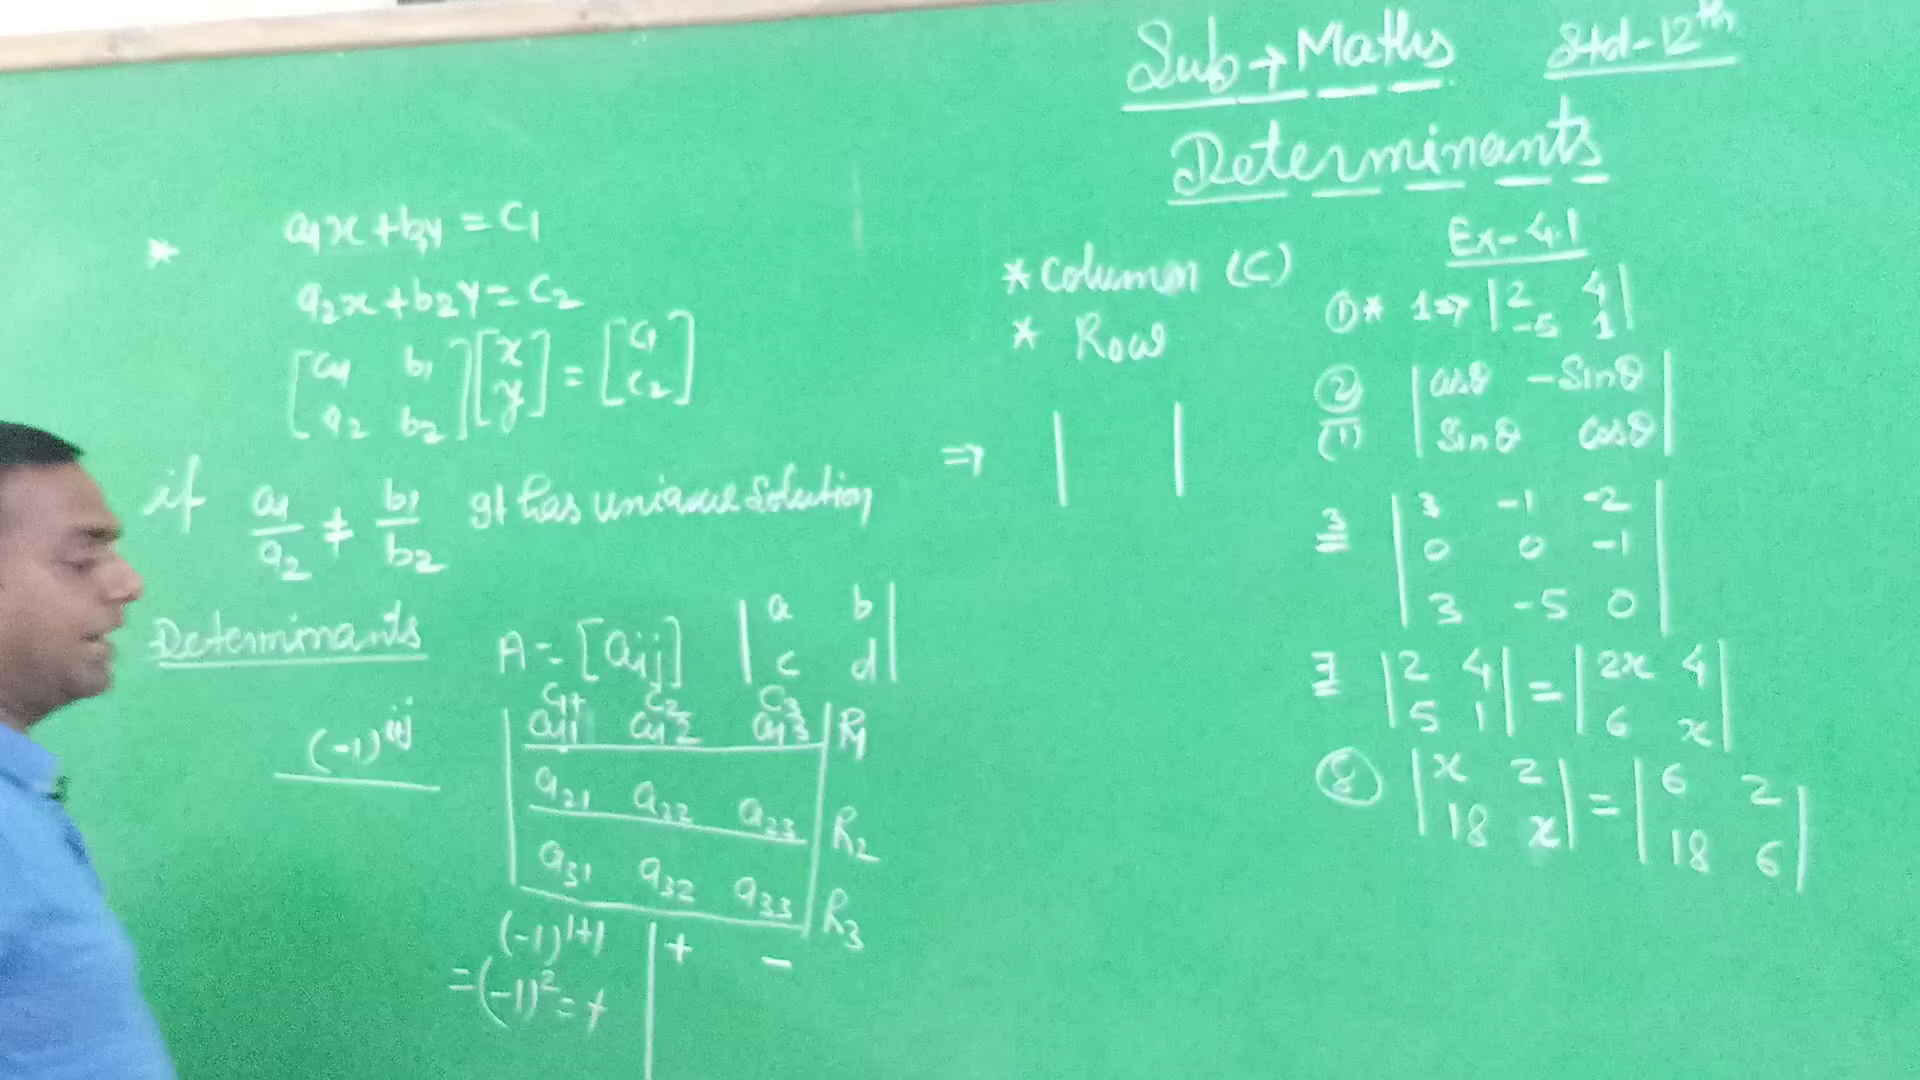 Sub → Maths Std-12th
Determinants
* a1x + b1y = c1
a2x + b2y = c2
[a1 b1
a2 b2] [x
y] = [c1
c2]
if a1/a2 ≠ b1/b2 It has unique solution
Determinants A = [aij] |a b
c d|
(-1)^ij
C1+ C2 C3
|a11 a12 a13| R1
|a21 a22 a23| R2
|a31 a32 a33| R3
(-1)^1+1 | + -
= (-1)^2 = +
* Column (C)
* Row
⇒ | |
Ex-4.1
① * 1 ⇒ |2 4
-5 1|
②/(1) |cosθ -Sinθ
Sinθ cosθ|
3 |3 -1 -2
0 0 -1
3 -5 0|
7 |2 4
5 1| = |2x 4
6 x|
⑧ |x 2
18 x| = |6 2
18 6|